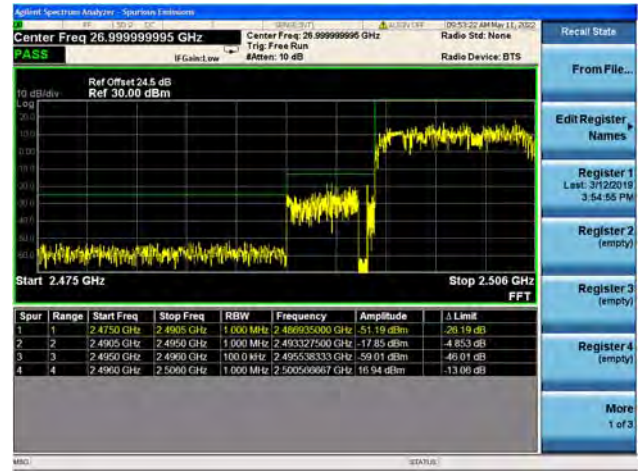 Agilent Spectrum Analyzer - Spurious Emissions
09:53:22 AM May 11, 2022
Center Freq 26.999999995 GHz
Center Freq: 26.999999995 GHz
Radio Std: None
Trig: Free Run
PASS
IFGain:Low
#Atten: 10 dB
Radio Device: BTS
Ref Offset 24.5 dB
10 dB/div
Ref 30.00 dBm
Log
Start 2.475 GHz
Stop 2.506 GHz
FFT
Spur Range Start Freq Stop Freq RBW Frequency Amplitude Δ Limit
1 1 2.4750 GHz 2.4905 GHz 1.000 MHz 2.486935000 GHz -51.19 dBm -26.19 dB
2 2 2.4905 GHz 2.4950 GHz 1.000 MHz 2.493327500 GHz -17.85 dBm -4.853 dB
3 3 2.4950 GHz 2.4960 GHz 100.0 kHz 2.495538333 GHz -59.01 dBm -46.01 dB
4 4 2.4960 GHz 2.5060 GHz 1.000 MHz 2.500566667 GHz 16.94 dBm -13.06 dB
MSG
STATUS
Recall State
From File...
Edit Register
Names
Register 1
Last: 3/12/2019
3:54:55 PM
Register 2
(empty)
Register 3
(empty)
Register 4
(empty)
More
1 of 3